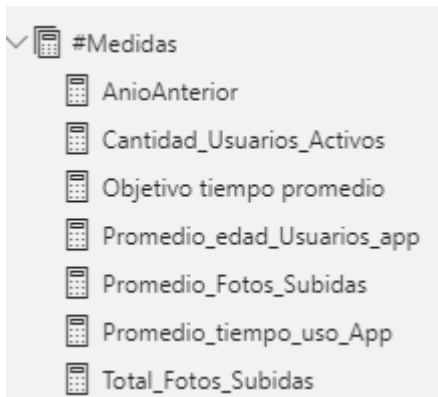 #Medidas
AnioAnterior
Cantidad_Usuarios_Activos
Objetivo tiempo promedio
Promedio_edad_Usuarios_app
Promedio_Fotos_Subidas
Promedio_tiempo_uso_App
Total_Fotos_Subidas